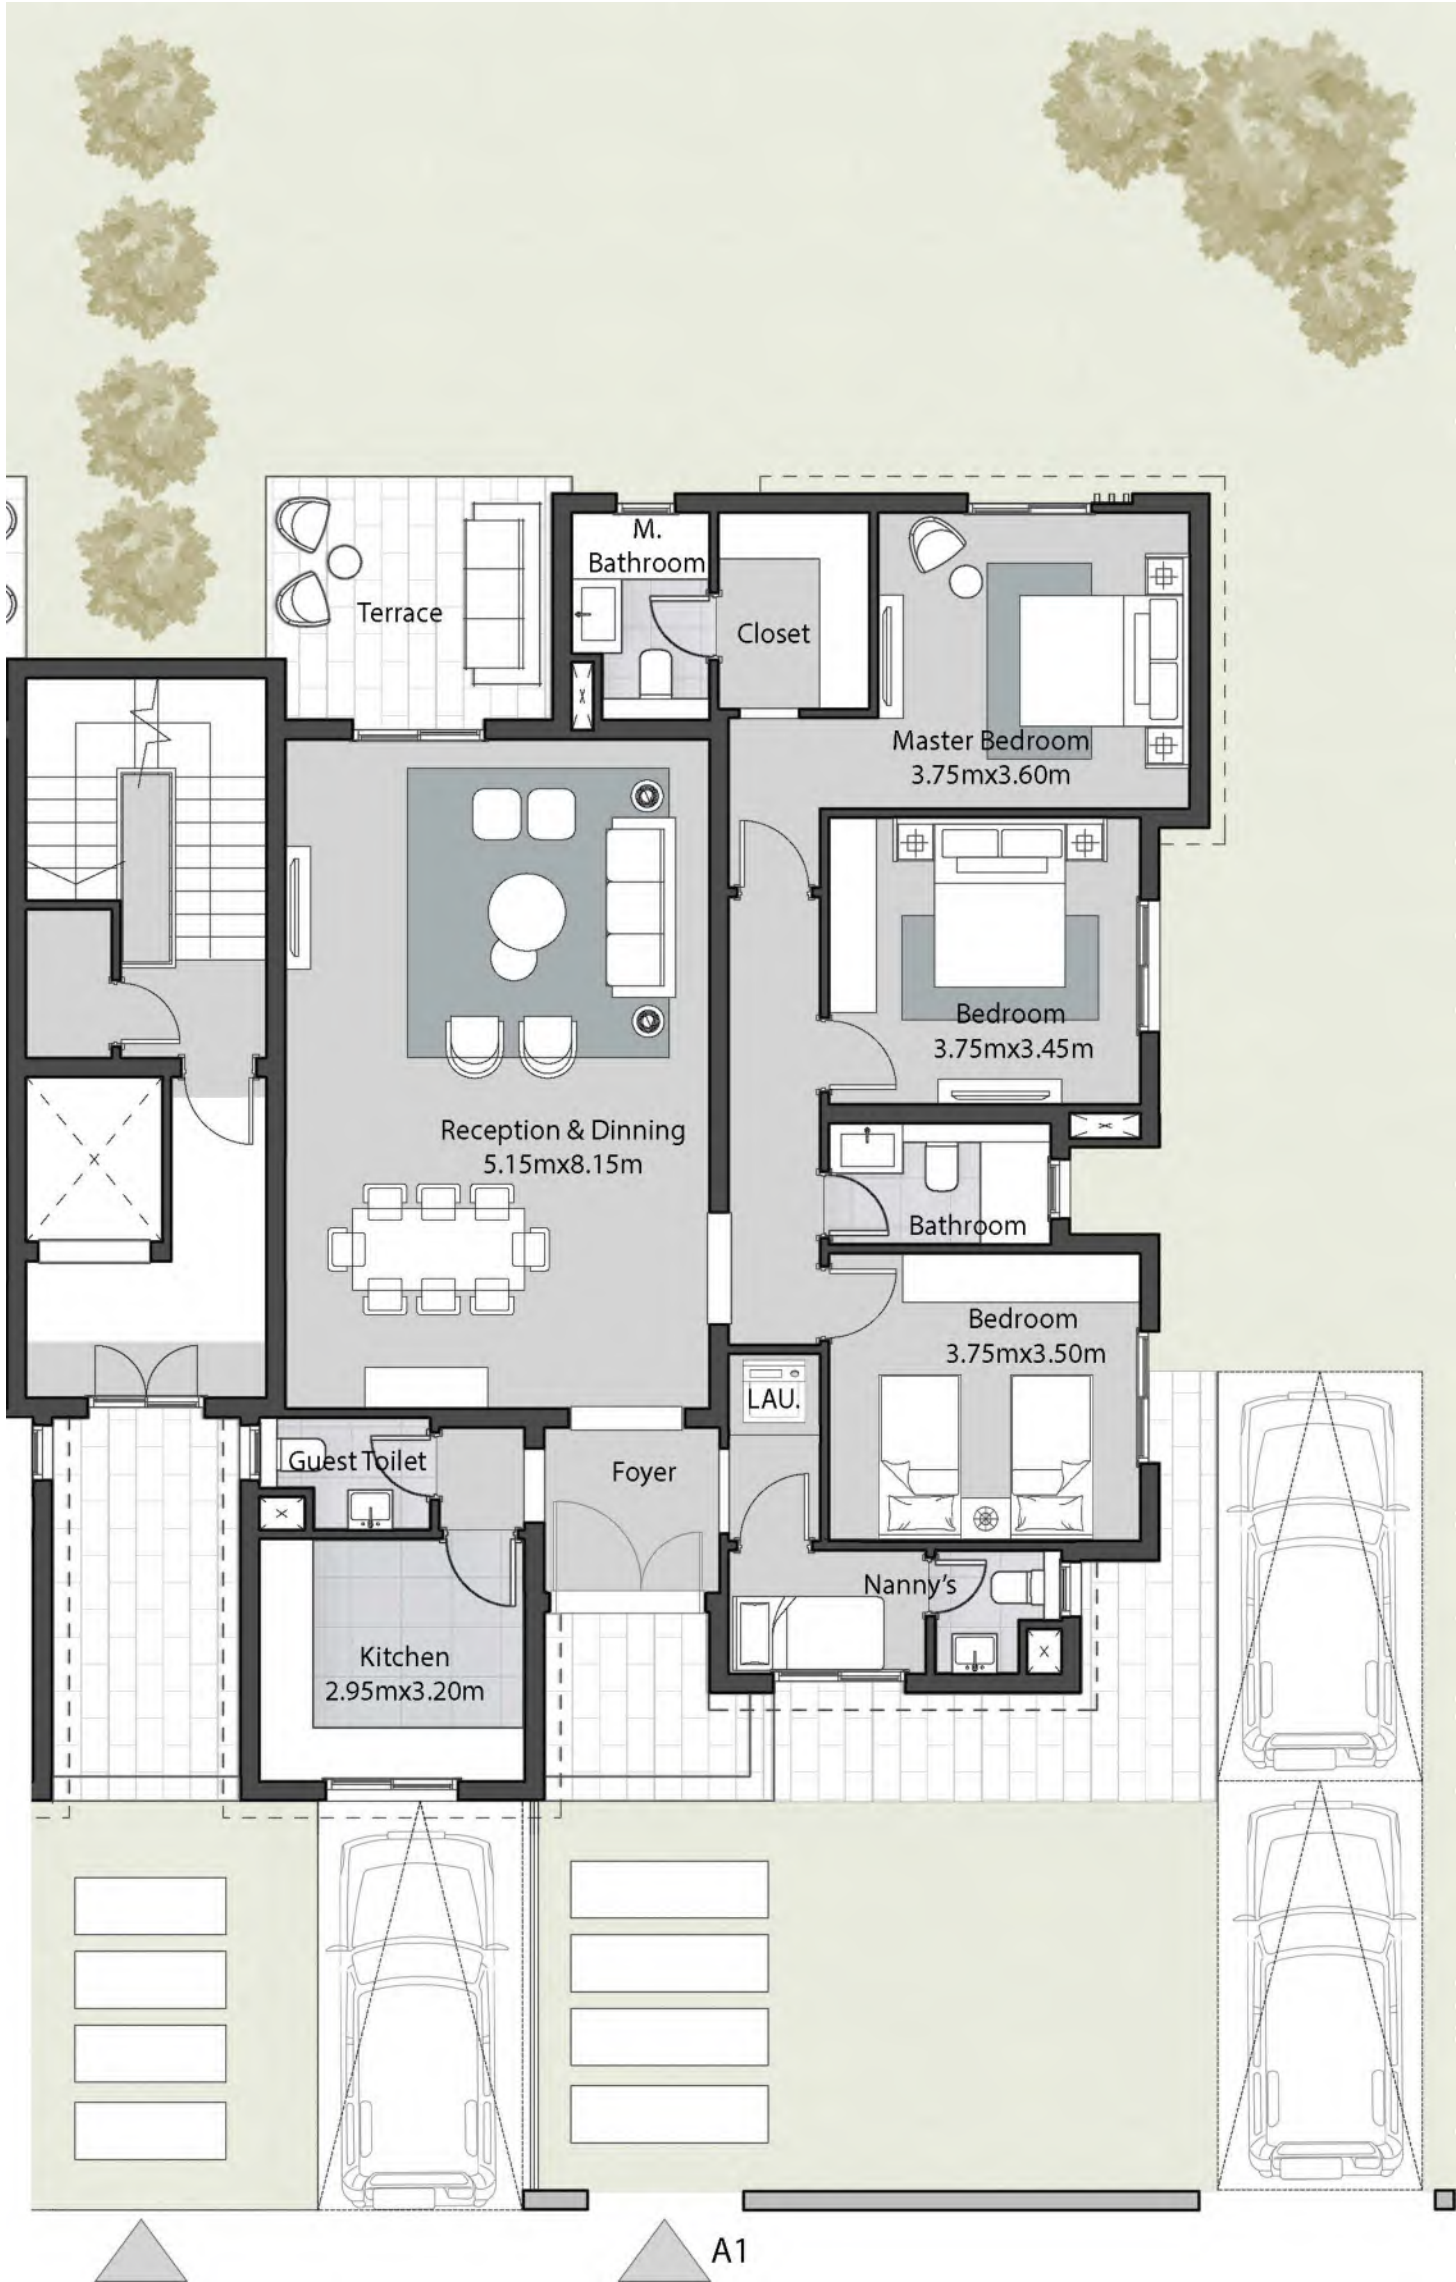 M.
Bathroom
Terrace
Closet
Master Bedroom
3.75mx3.60m
Bedroom
3.75mx3.45m
Reception & Dinning
5.15mx8.15m
Bathroom
Bedroom
3.75mx3.50m
LAU.
Guest Toilet
Foyer
Nanny's
Kitchen
2.95mx3.20m
A1